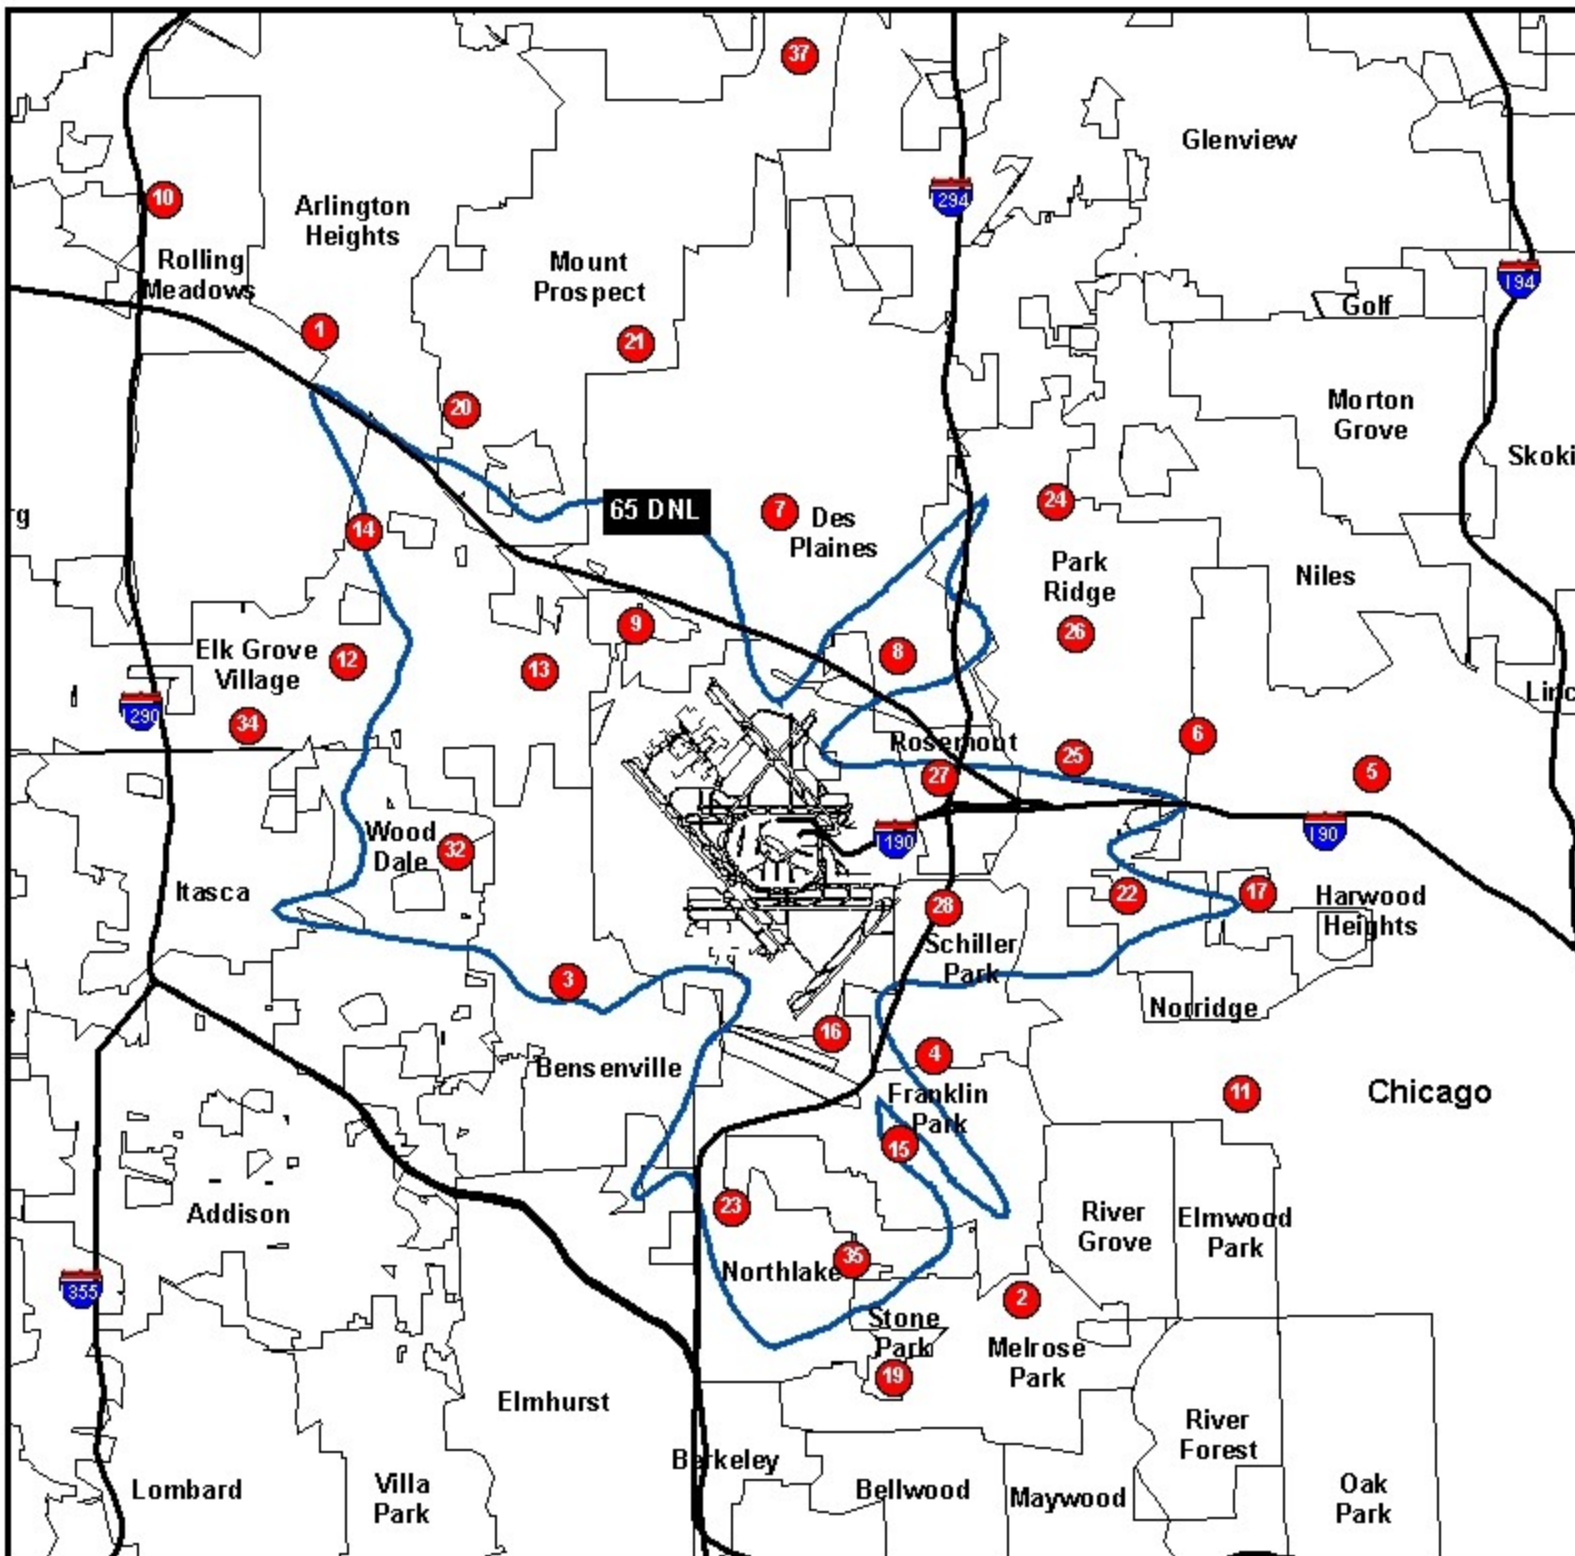 37
Glenview
294
10
Arlington
Heights
Rolling
Meadows
Mount
Prospect
I 94
Golf
1
21
Morton
Grove
20
Skoki
65 DNL
7
Des
Plaines
24
rg
14
Park
Ridge
Niles
9
26
Elk Grove
Village
12
13
8
Linc
I 290
34
Rosemont
6
25
27
5
Wood
Dale
32
I 190
I 90
Itasca
28
22
17
Harwood
Heights
Schiller
Park
3
Norridge
16
4
Bensenville
Franklin
Park
11
Chicago
15
23
Addison
River
Grove
Elmwood
Park
Northlake
35
355
2
Stone
Park
Melrose
Park
19
Elmhurst
River
Forest
Berkeley
Lombard
Villa
Park
Bellwood
Maywood
Oak
Park